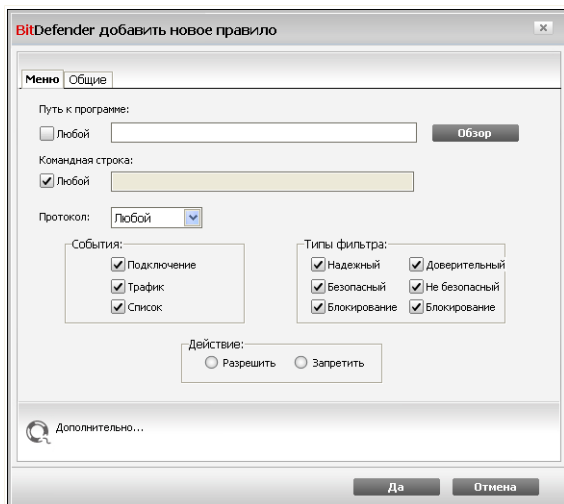 BitDefender добавить новое правило
Меню Общие
Путь к программе:
Любой Обзор
Командная строка:
Любой
Протокол: Любой
События: Типы фильтра:
Подключение Надежный Доверительный
Трафик Безопасный Не безопасный
Список Блокирование Блокирование
Действие:
Разрешить Запретить
Дополнительно...
Да Отмена